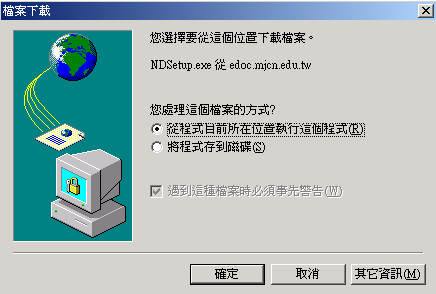 檔案下載
您選擇要從這個位置下載檔案。
NDSetup.exe 從 edoc.mjcn.edu.tw
您處理這個檔案的方式?
從程式目前所在位置執行這個程式(R)
將程式存到磁碟(S)
遇到這種檔案時必須事先警告(W)
確定
取消
其它資訊(M)